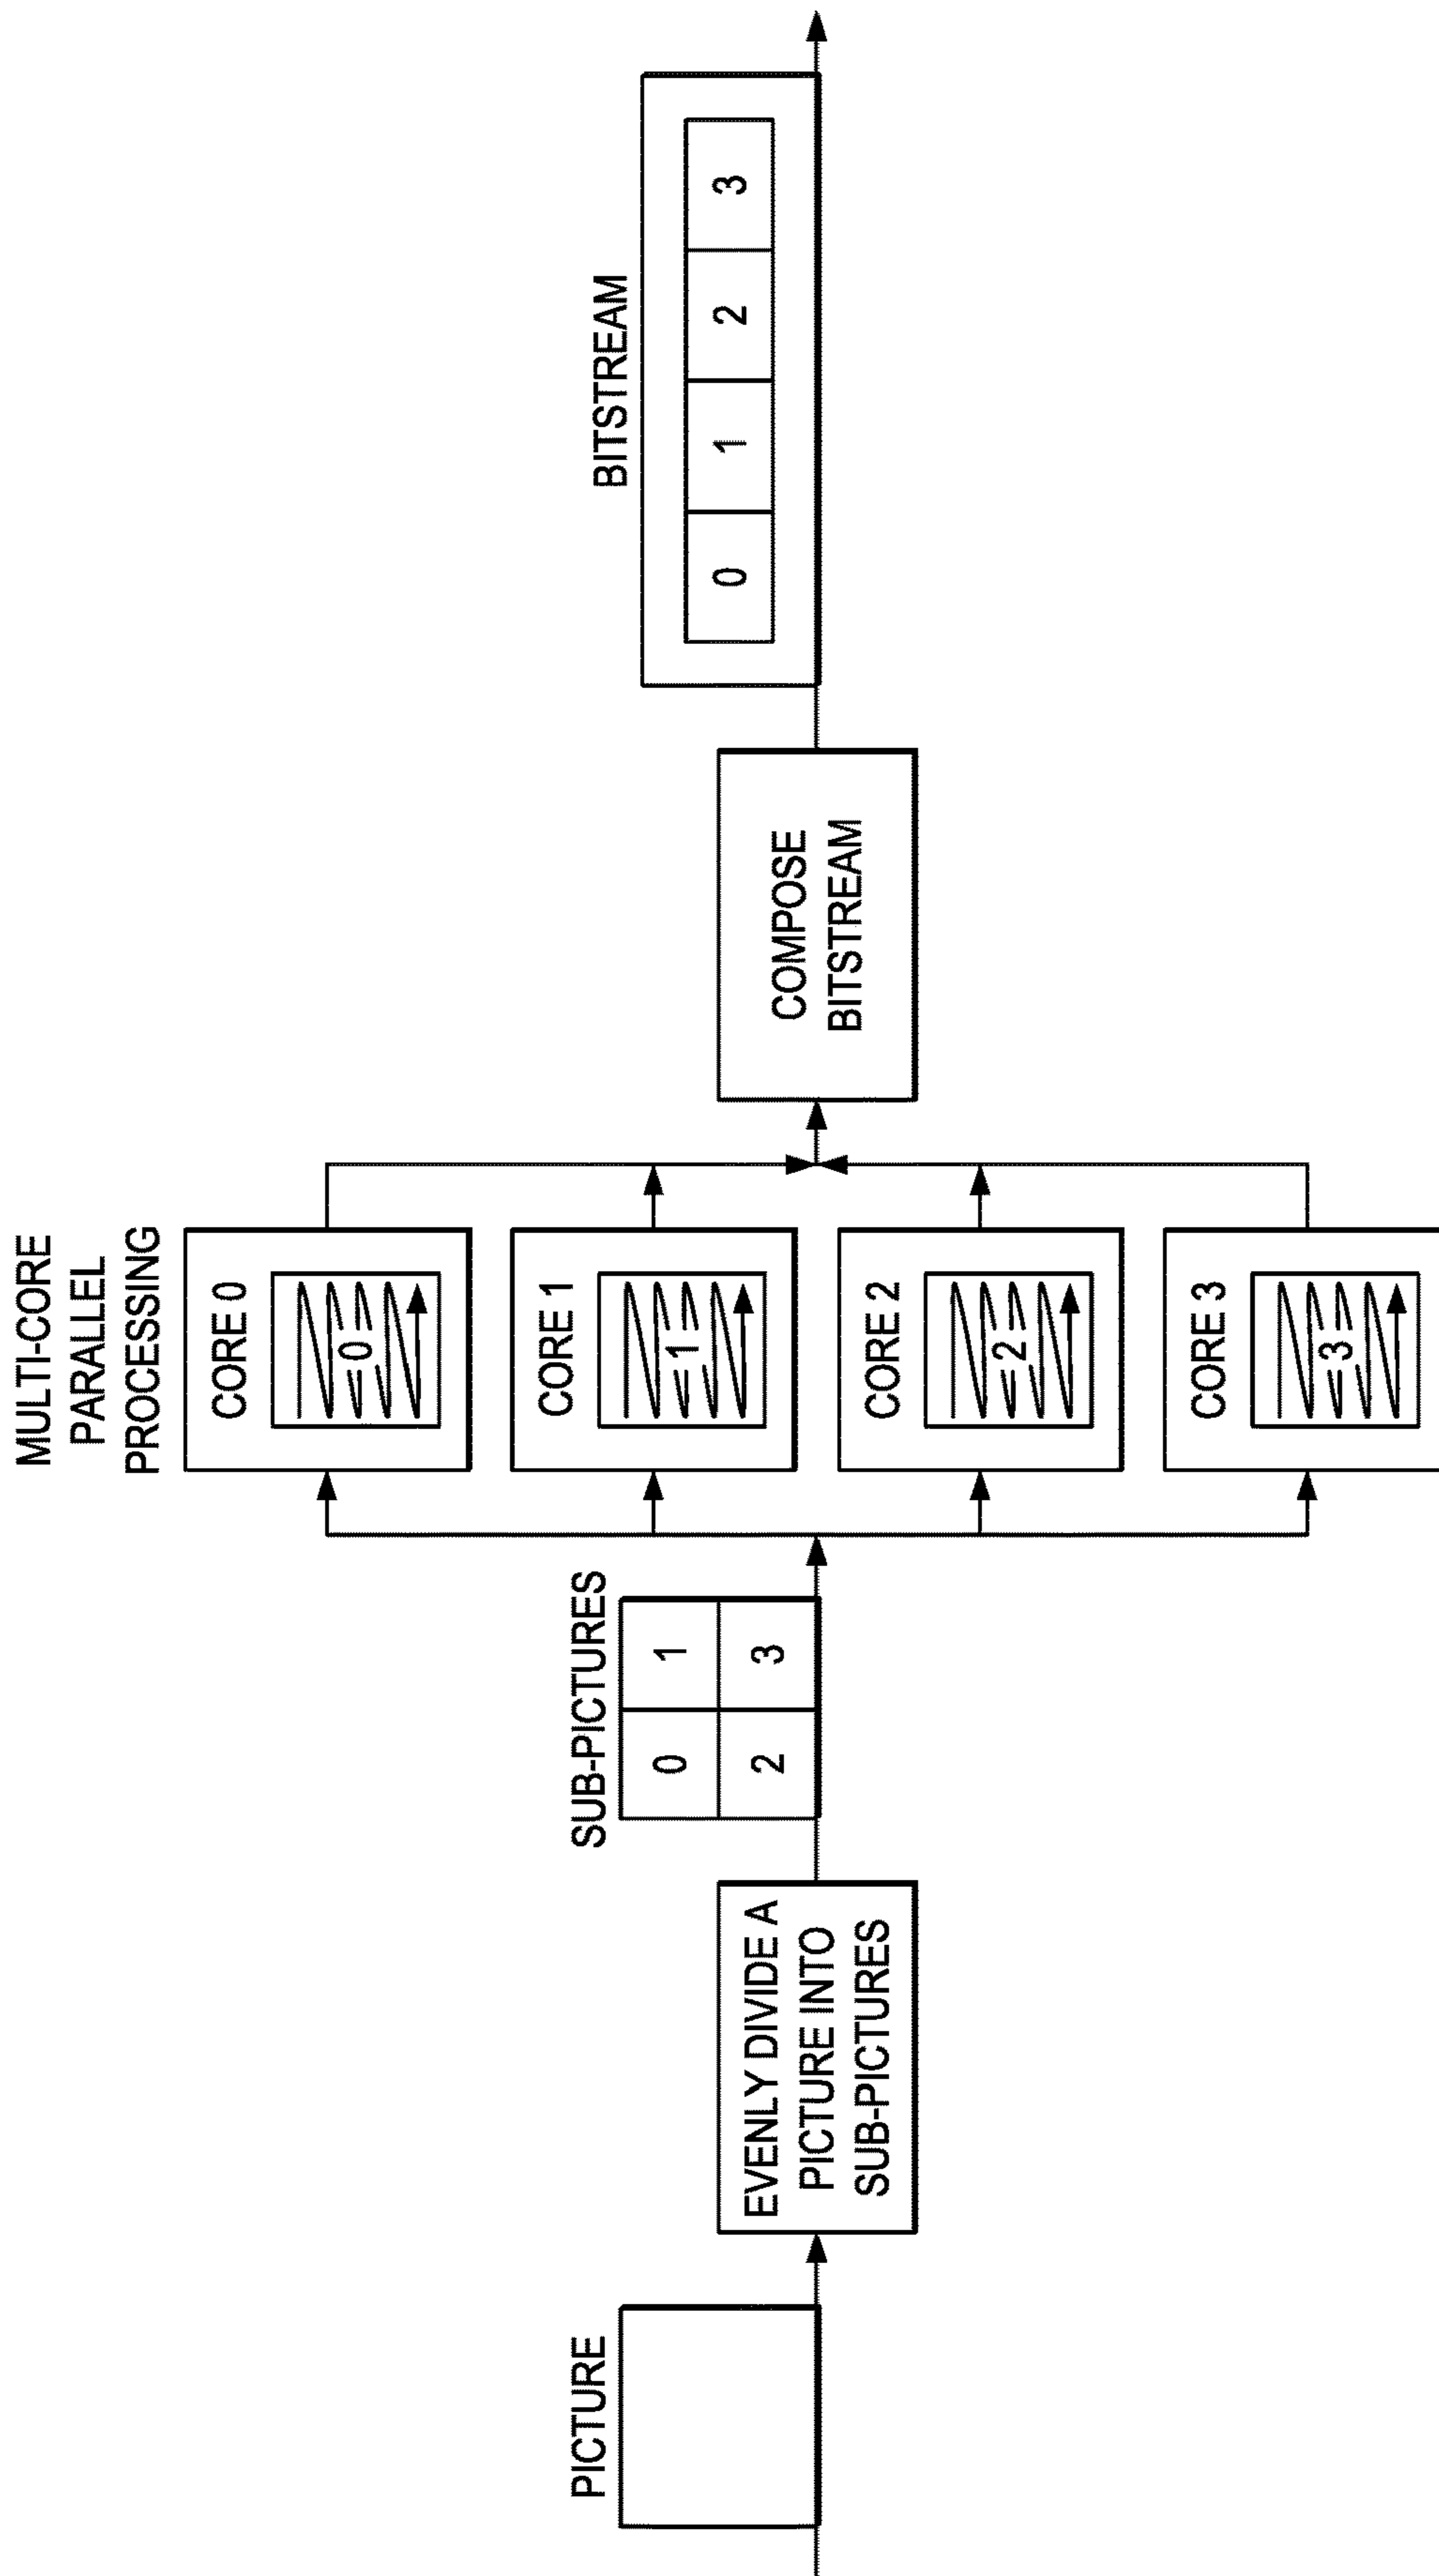 PICTURE
EVENLY DIVIDE A
PICTURE INTO
SUB-PICTURES
SUB-PICTURES
0 1
2 3
MULTI-CORE
PARALLEL
PROCESSING
CORE 0
0
CORE 1
1
CORE 2
2
CORE 3
3
COMPOSE
BITSTREAM
BITSTREAM
0 1 2 3